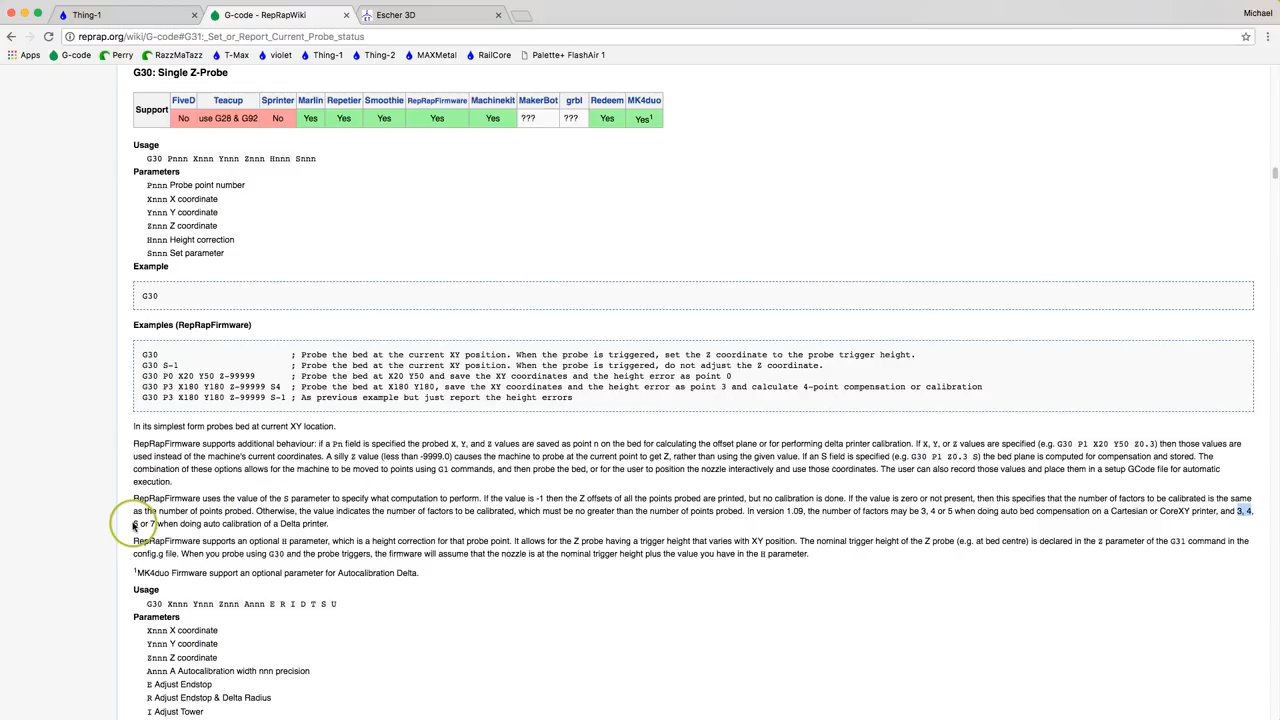 Thing-1
G-code - RepRapWiki
Escher 3D
Michael
reprap.org/wiki/G-code#G31:_Set_or_Report_Current_Probe_status
Apps G-code Perry RazzMaTazz T-Max violet Thing-1 Thing-2 MAXMetal RailCore Palette+ FlashAir 1
G30: Single Z-Probe
Support FiveD Teacup Sprinter Marlin Repetier Smoothie RepRapFirmware Machinekit MakerBot grbl Redeem MK4duo
No use G28 & G92 No Yes Yes Yes Yes Yes ??? ??? Yes Yes1
Usage
G30 Pnnn Xnnn Ynnn Znnn Hnnn Snnn
Parameters
Pnnn Probe point number
Xnnn X coordinate
Ynnn Y coordinate
Znnn Z coordinate
Hnnn Height correction
Snnn Set parameter
Example
G30
Examples (RepRapFirmware)
G30 ; Probe the bed at the current XY position. When the probe is triggered, set the Z coordinate to the probe trigger height.
G30 S-1 ; Probe the bed at the current XY position. When the probe is triggered, do not adjust the Z coordinate.
G30 P0 X20 Y50 Z-99999 ; Probe the bed at X20 Y50 and save the XY coordinates and the height error as point 0
G30 P3 X180 Y180 Z-99999 S4 ; Probe the bed at X180 Y180, save the XY coordinates and the height error as point 3 and calculate 4-point compensation or calibration
G30 P3 X180 Y180 Z-99999 S-1 ; As previous example but just report the height errors
In its simplest form probes bed at current XY location.
RepRapFirmware supports additional behaviour: if a Pn field is specified the probed X, Y, and Z values are saved as point n on the bed for calculating the offset plane or for performing delta printer calibration. If X, Y, or Z values are specified (e.g. G30 P1 X20 Y50 Z0.3) then those values are
used instead of the machine's current coordinates. A silly Z value (less than -9999.0) causes the machine to probe at the current point to get Z, rather than using the given value. If an S field is specified (e.g. G30 P1 Z0.3 S) the bed plane is computed for compensation and stored. The
combination of these options allows for the machine to be moved to points using G1 commands, and then probe the bed, or for the user to position the nozzle interactively and use those coordinates. The user can also record those values and place them in a setup GCode file for automatic
execution.
RepRapFirmware uses the value of the S parameter to specify what computation to perform. If the value is -1 then the Z offsets of all the points probed are printed, but no calibration is done. If the value is zero or not present, then this specifies that the number of factors to be calibrated is the same
as the number of points probed. Otherwise, the value indicates the number of factors to be calibrated, which must be no greater than the number of points probed. In version 1.09, the number of factors may be 3, 4 or 5 when doing auto bed compensation on a Cartesian or CoreXY printer, and 3, 4,
6 or 7 when doing auto calibration of a Delta printer.
RepRapFirmware supports an optional H parameter, which is a height correction for that probe point. It allows for the Z probe having a trigger height that varies with XY position. The nominal trigger height of the Z probe (e.g. at bed centre) is declared in the Z parameter of the G31 command in the
config.g file. When you probe using G30 and the probe triggers, the firmware will assume that the nozzle is at the nominal trigger height plus the value you have in the H parameter.
1MK4duo Firmware support an optional parameter for Autocalibration Delta.
Usage
G30 Xnnn Ynnn Znnn Annn E R I D T S U
Parameters
Xnnn X coordinate
Ynnn Y coordinate
Znnn Z coordinate
Annn A Autocalibration width nnn precision
E Adjust Endstop
R Adjust Endstop & Delta Radius
I Adjust Tower